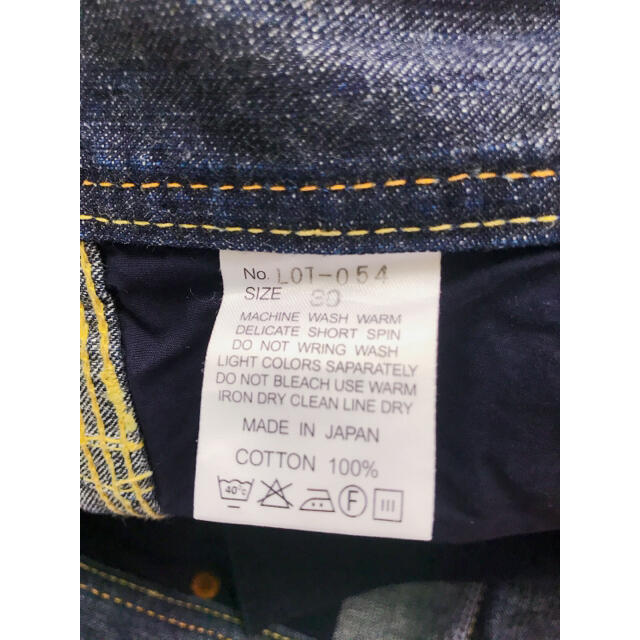 No. LOT-054
SIZE 30
MACHINE WASH WARM
DELICATE SHORT SPIN
DO NOT WRING WASH
LIGHT COLORS SAPARATELY
DO NOT BLEACH USE WARM
IRON DRY CLEAN LINE DRY
MADE IN JAPAN
COTTON 100%
40°C F